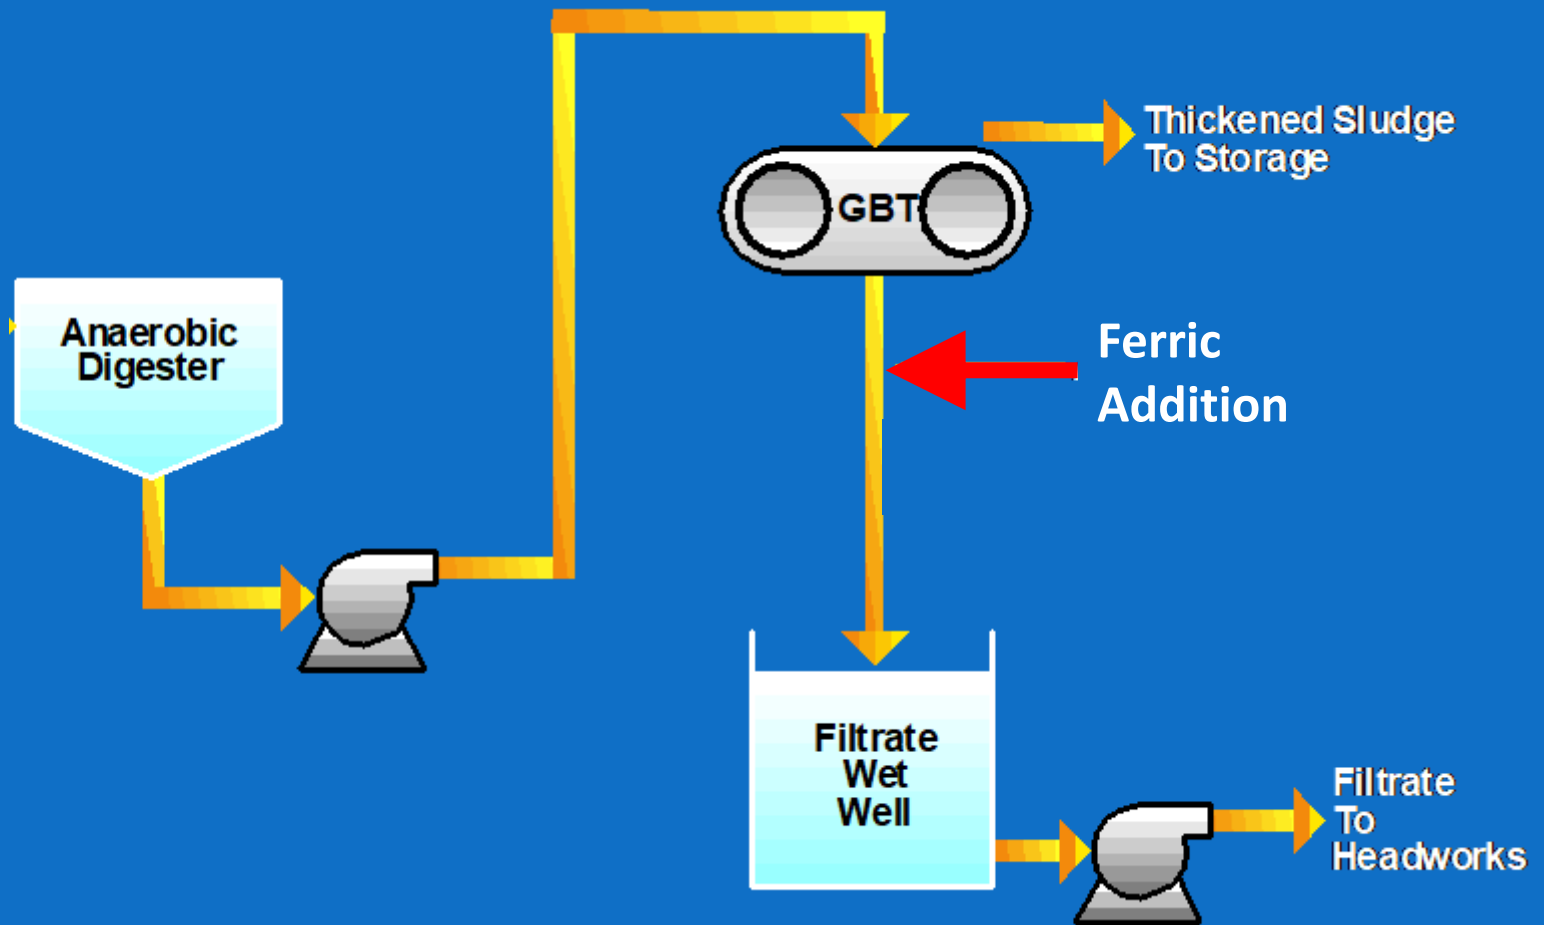 Thickened Sludge
To Storage
GBT
Anaerobic
Digester
Ferric
Addition
Filtrate
Wet
Well
Filtrate
To
Headworks